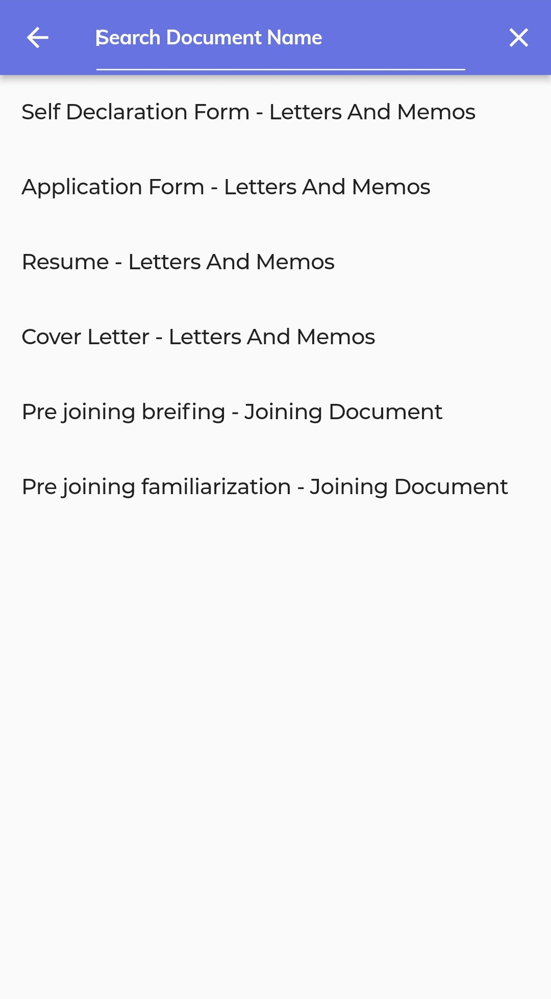 Search Document Name
Self Declaration Form - Letters And Memos
Application Form - Letters And Memos
Resume - Letters And Memos
Cover Letter - Letters And Memos
Pre joining breifing - Joining Document
Pre joining familiarization - Joining Document